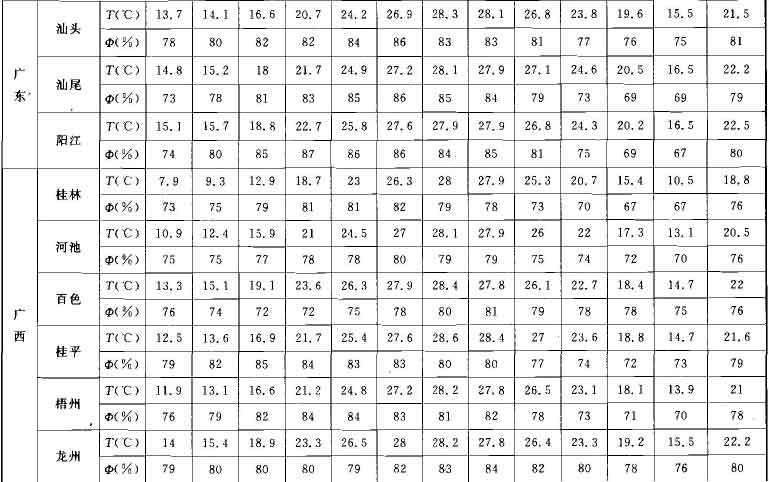 广东 汕头 T(℃) 13.7 14.1 16.6 20.7 24.2 26.9 28.3 28.1 26.8 23.8 19.6 15.5 21.5
Φ(%) 78 80 82 82 84 86 83 83 81 77 76 75 81
汕尾 T(℃) 14.8 15.2 18 21.7 24.9 27.2 28.1 27.9 27.1 24.6 20.5 16.5 22.2
Φ(%) 73 78 81 83 85 86 85 84 79 73 69 69 79
阳江 T(℃) 15.1 15.7 18.8 22.7 25.8 27.6 27.9 27.9 26.8 24.3 20.2 16.5 22.5
Φ(%) 74 80 85 87 86 86 84 85 81 75 69 67 80
广西 桂林 T(℃) 7.9 9.3 12.9 18.7 23 26.3 28 27.9 25.3 20.7 15.4 10.5 18.8
Φ(%) 73 75 79 81 81 82 79 78 73 70 67 67 76
河池 T(℃) 10.9 12.4 15.9 21 24.5 27 28.1 27.9 26 22 17.3 13.1 20.5
Φ(%) 75 75 77 78 78 80 79 79 75 74 72 70 76
百色 T(℃) 13.3 15.1 19.1 23.6 26.3 27.9 28.4 27.8 26.1 22.7 18.4 14.7 22
Φ(%) 76 74 72 72 75 78 80 81 79 78 78 75 76
桂平 T(℃) 12.5 13.6 16.9 21.7 25.4 27.6 28.6 28.4 27 23.6 18.8 14.7 21.6
Φ(%) 79 82 85 84 83 83 80 80 77 74 72 73 79
梧州 T(℃) 11.9 13.1 16.6 21.2 24.8 27.2 28.2 27.8 26.5 23.1 18.1 13.9 21
Φ(%) 76 79 82 84 84 83 81 82 78 73 71 70 78
龙州 T(℃) 14 15.4 18.9 23.3 26.5 28 28.2 27.8 26.4 23.3 19.2 15.5 22.2
Φ(%) 79 80 80 80 79 82 83 84 82 80 78 76 80